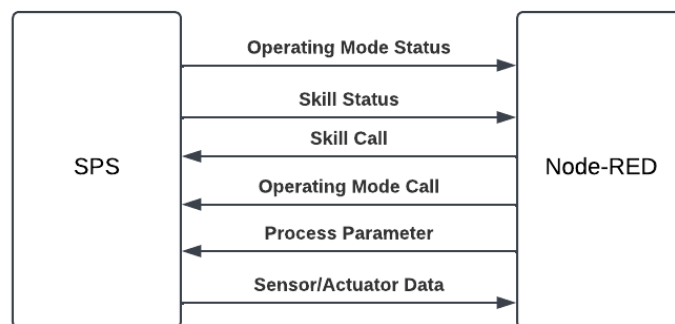 Operating Mode Status
Skill Status
Skill Call
SPS
Node-RED
Operating Mode Call
Process Parameter
Sensor/Actuator Data